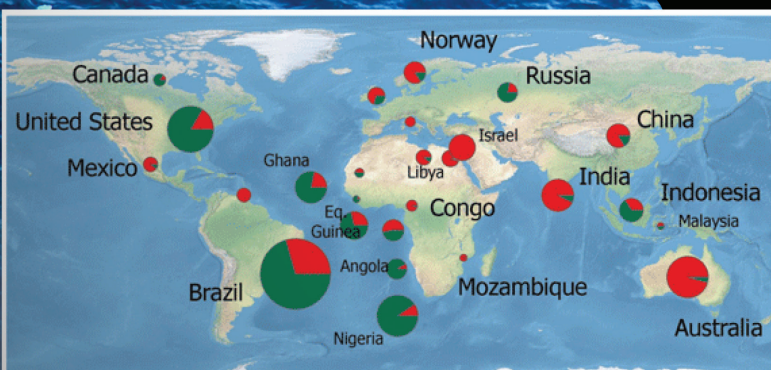 Norway
Canada
Russia
United States
China
Israel
Mexico
Ghana
Libya
India
Indonesia
Eq.
Guinea
Congo
Malaysia
Angola
Brazil
Mozambique
Nigeria
Australia